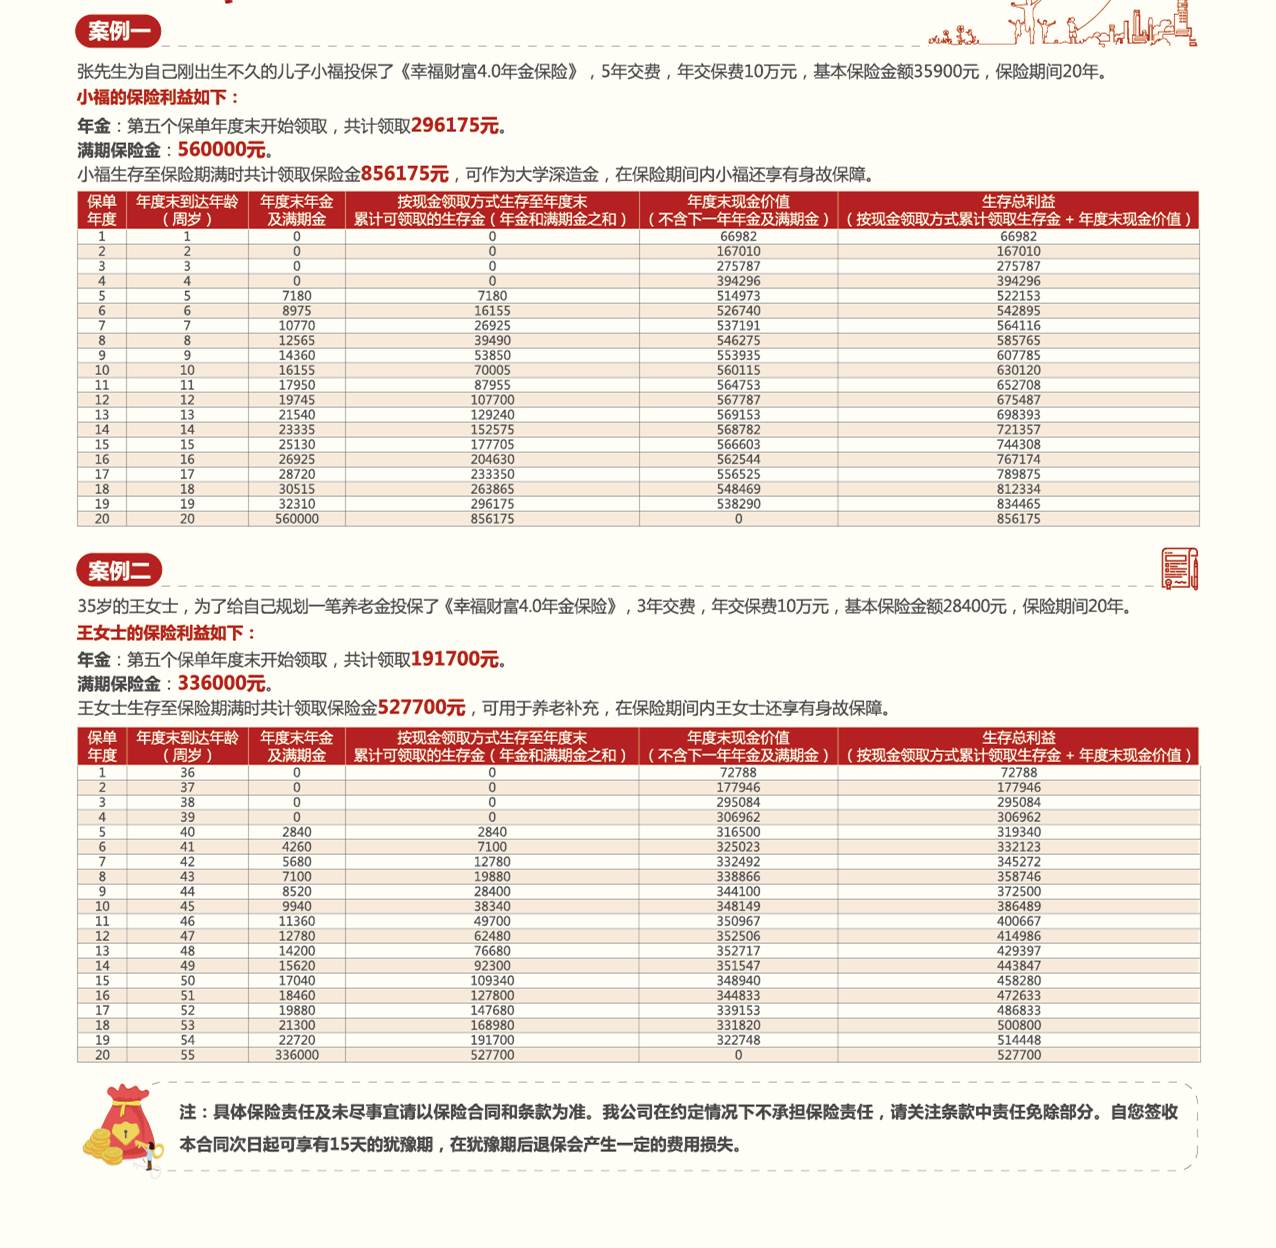 案例一
张先生为自己刚出生不久的儿子小福投保了《幸福财富4.0年金保险》，5年交费，年交保费10万元，基本保险金额35900元，保险期间20年。
小福的保险利益如下：
年金：第五个保单年度末开始领取，共计领取296175元。
满期保险金：560000元。
小福生存至保险期满时共计领取保险金856175元，可作为大学深造金，在保险期间内小福还享有身故保障。
保单 年度末到达年龄 年度末年金 按现金领取方式生存至年度末 年度末现金价值 生存总利益
年度 （周岁） 及满期金 累计可领取的生存金（年金和满期金之和） （不含下一年年金及满期金） （按现金领取方式累计领取生存金 + 年度末现金价值）
1 1 0 0 66982 66982
2 2 0 0 167010 167010
3 3 0 0 275787 275787
4 4 0 0 394296 394296
5 5 7180 7180 514973 522153
6 6 8975 16155 526740 542895
7 7 10770 26925 537191 564116
8 8 12565 39490 546275 585765
9 9 14360 53850 553935 607785
10 10 16155 70005 560115 630120
11 11 17950 87955 564753 652708
12 12 19745 107700 567787 675487
13 13 21540 129240 569153 698393
14 14 23335 152575 568782 721357
15 15 25130 177705 566603 744308
16 16 26925 204630 562544 767174
17 17 28720 233350 556525 789875
18 18 30515 263865 548469 812334
19 19 32310 296175 538290 834465
20 20 560000 856175 0 856175
案例二
35岁的王女士，为了给自己规划一笔养老金投保了《幸福财富4.0年金保险》，3年交费，年交保费10万元，基本保险金额28400元，保险期间20年。
王女士的保险利益如下：
年金：第五个保单年度末开始领取，共计领取191700元。
满期保险金：336000元。
王女士生存至保险期满时共计领取保险金527700元，可用于养老补充，在保险期间内王女士还享有身故保障。
保单 年度末到达年龄 年度末年金 按现金领取方式生存至年度末 年度末现金价值 生存总利益
年度 （周岁） 及满期金 累计可领取的生存金（年金和满期金之和） （不含下一年年金及满期金） （按现金领取方式累计领取生存金 + 年度末现金价值）
1 36 0 0 72788 72788
2 37 0 0 177946 177946
3 38 0 0 295084 295084
4 39 0 0 306962 306962
5 40 2840 2840 316500 319340
6 41 4260 7100 325023 332123
7 42 5680 12780 332492 345272
8 43 7100 19880 338866 358746
9 44 8520 28400 344100 372500
10 45 9940 38340 348149 386489
11 46 11360 49700 350967 400667
12 47 12780 62480 352506 414986
13 48 14200 76680 352717 429397
14 49 15620 92300 351547 443847
15 50 17040 109340 348940 458280
16 51 18460 127800 344833 472633
17 52 19880 147680 339153 486833
18 53 21300 168980 331820 500800
19 54 22720 191700 322748 514448
20 55 336000 527700 0 527700
注：具体保险责任及未尽事宜请以保险合同和条款为准。我公司在约定情况下不承担保险责任，请关注条款中责任免除部分。自您签收
本合同次日起可享有15天的犹豫期，在犹豫期后退保会产生一定的费用损失。